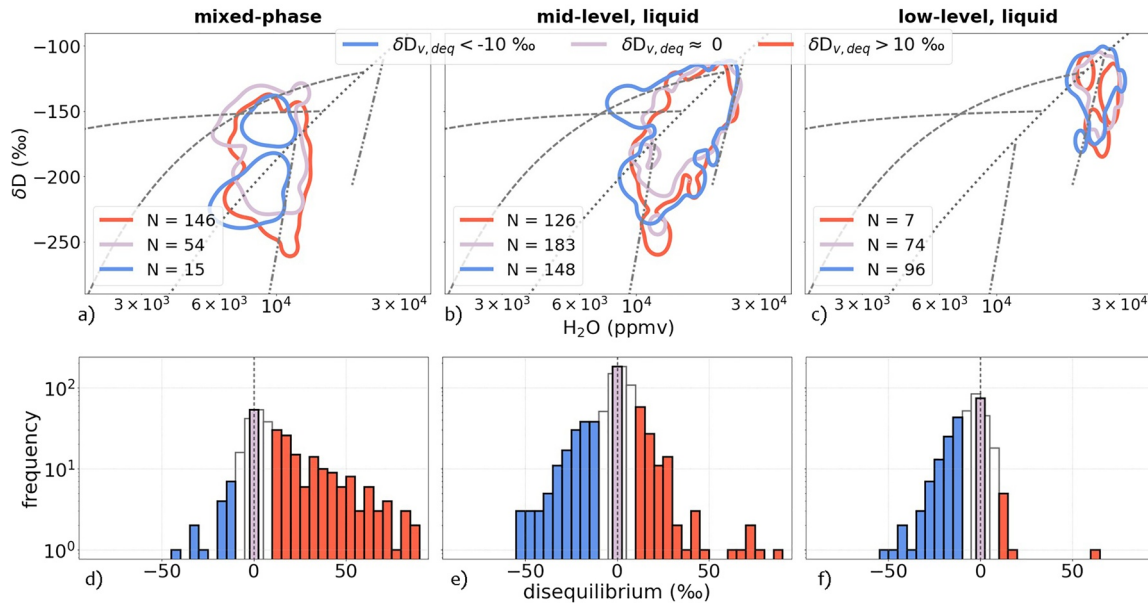 mixed-phase
mid-level, liquid
low-level, liquid
δD_{v,deq} < -10 ‰
δD_{v,deq} ≈ 0
δD_{v,deq} > 10 ‰
−100
−150
−200
−250
δD (‰)
N = 146
N = 54
N = 15
N = 126
N = 183
N = 148
N = 7
N = 74
N = 96
3×10³ 6×10³ 10⁴ 3×10⁴
3×10³ 6×10³ 10⁴ 3×10⁴
3×10³ 6×10³ 10⁴ 3×10⁴
a)
b)
c)
H₂O (ppmv)
10²
10¹
10⁰
frequency
−50 0 50
−50 0 50
−50 0 50
d)
e)
f)
disequilibrium (‰)